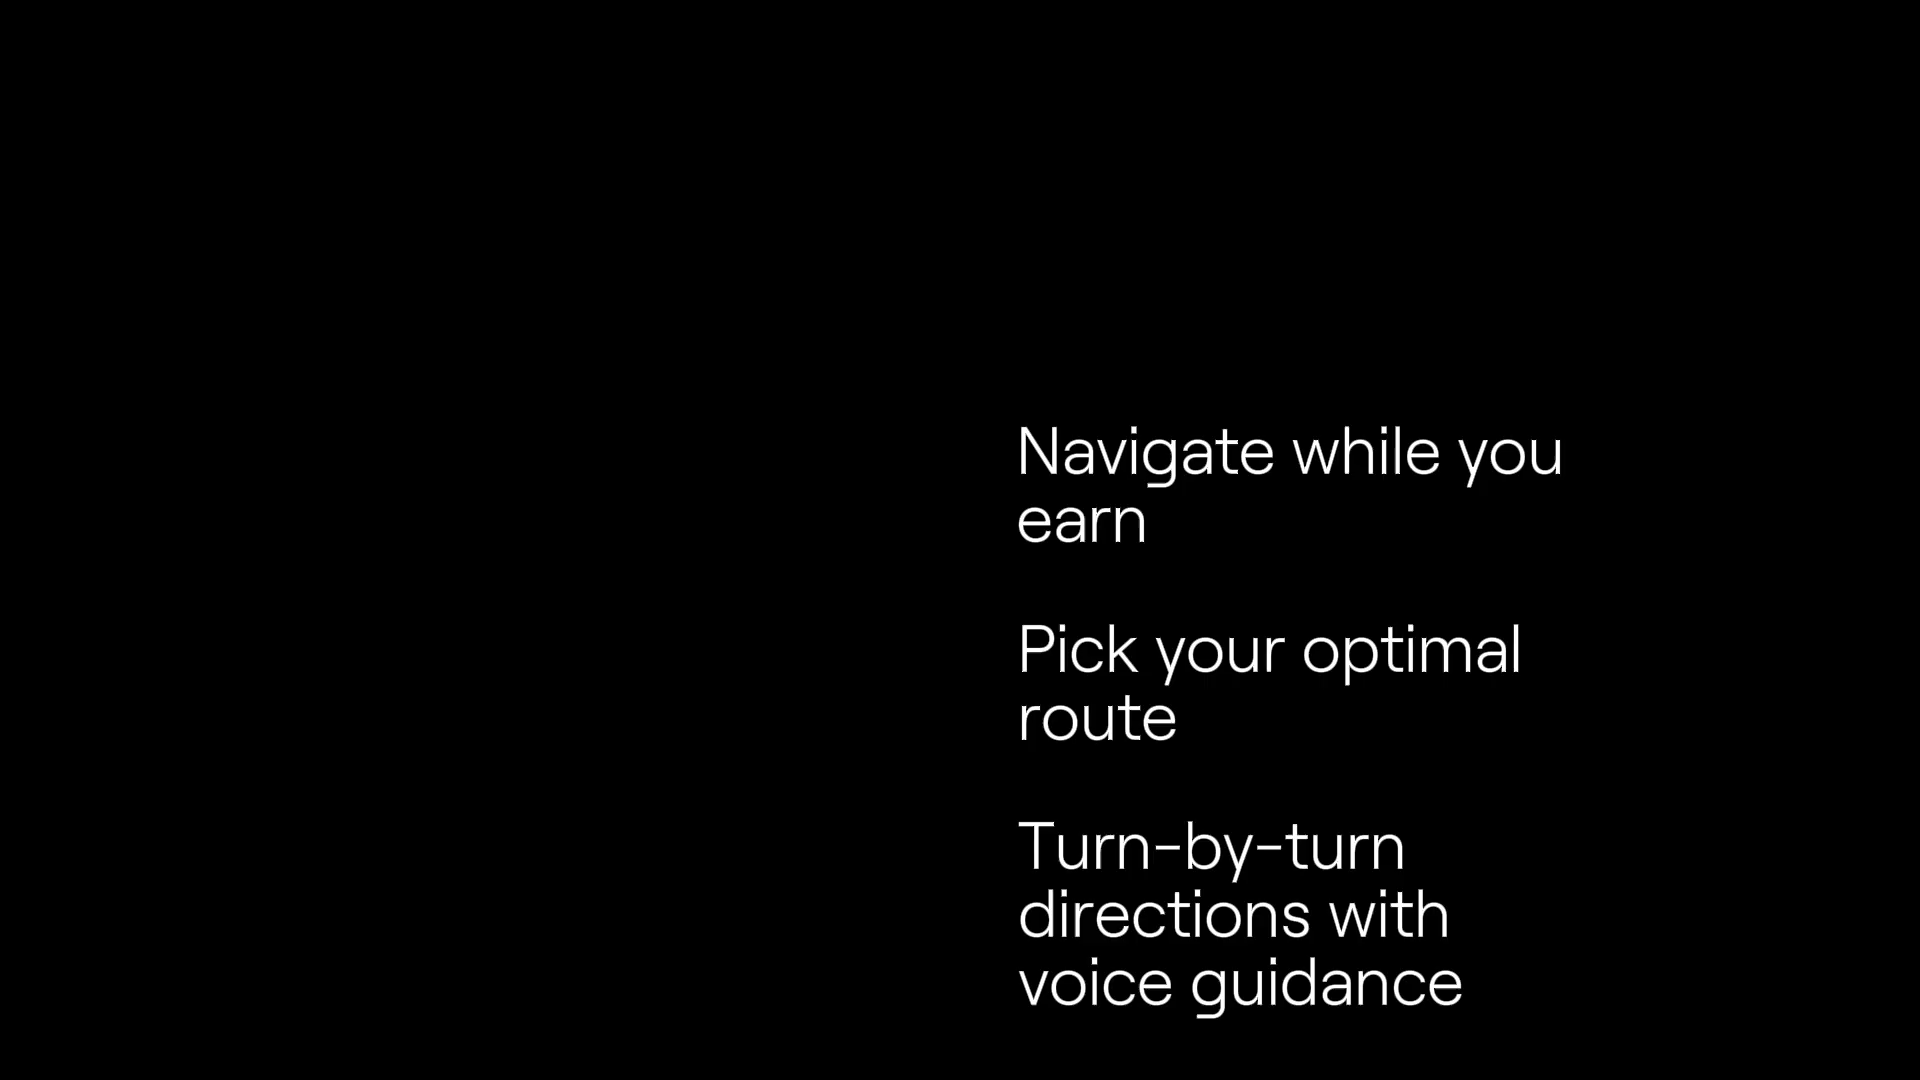 Navigate while you
earn
Pick your optimal
route
Turn-by-turn
directions with
voice guidance